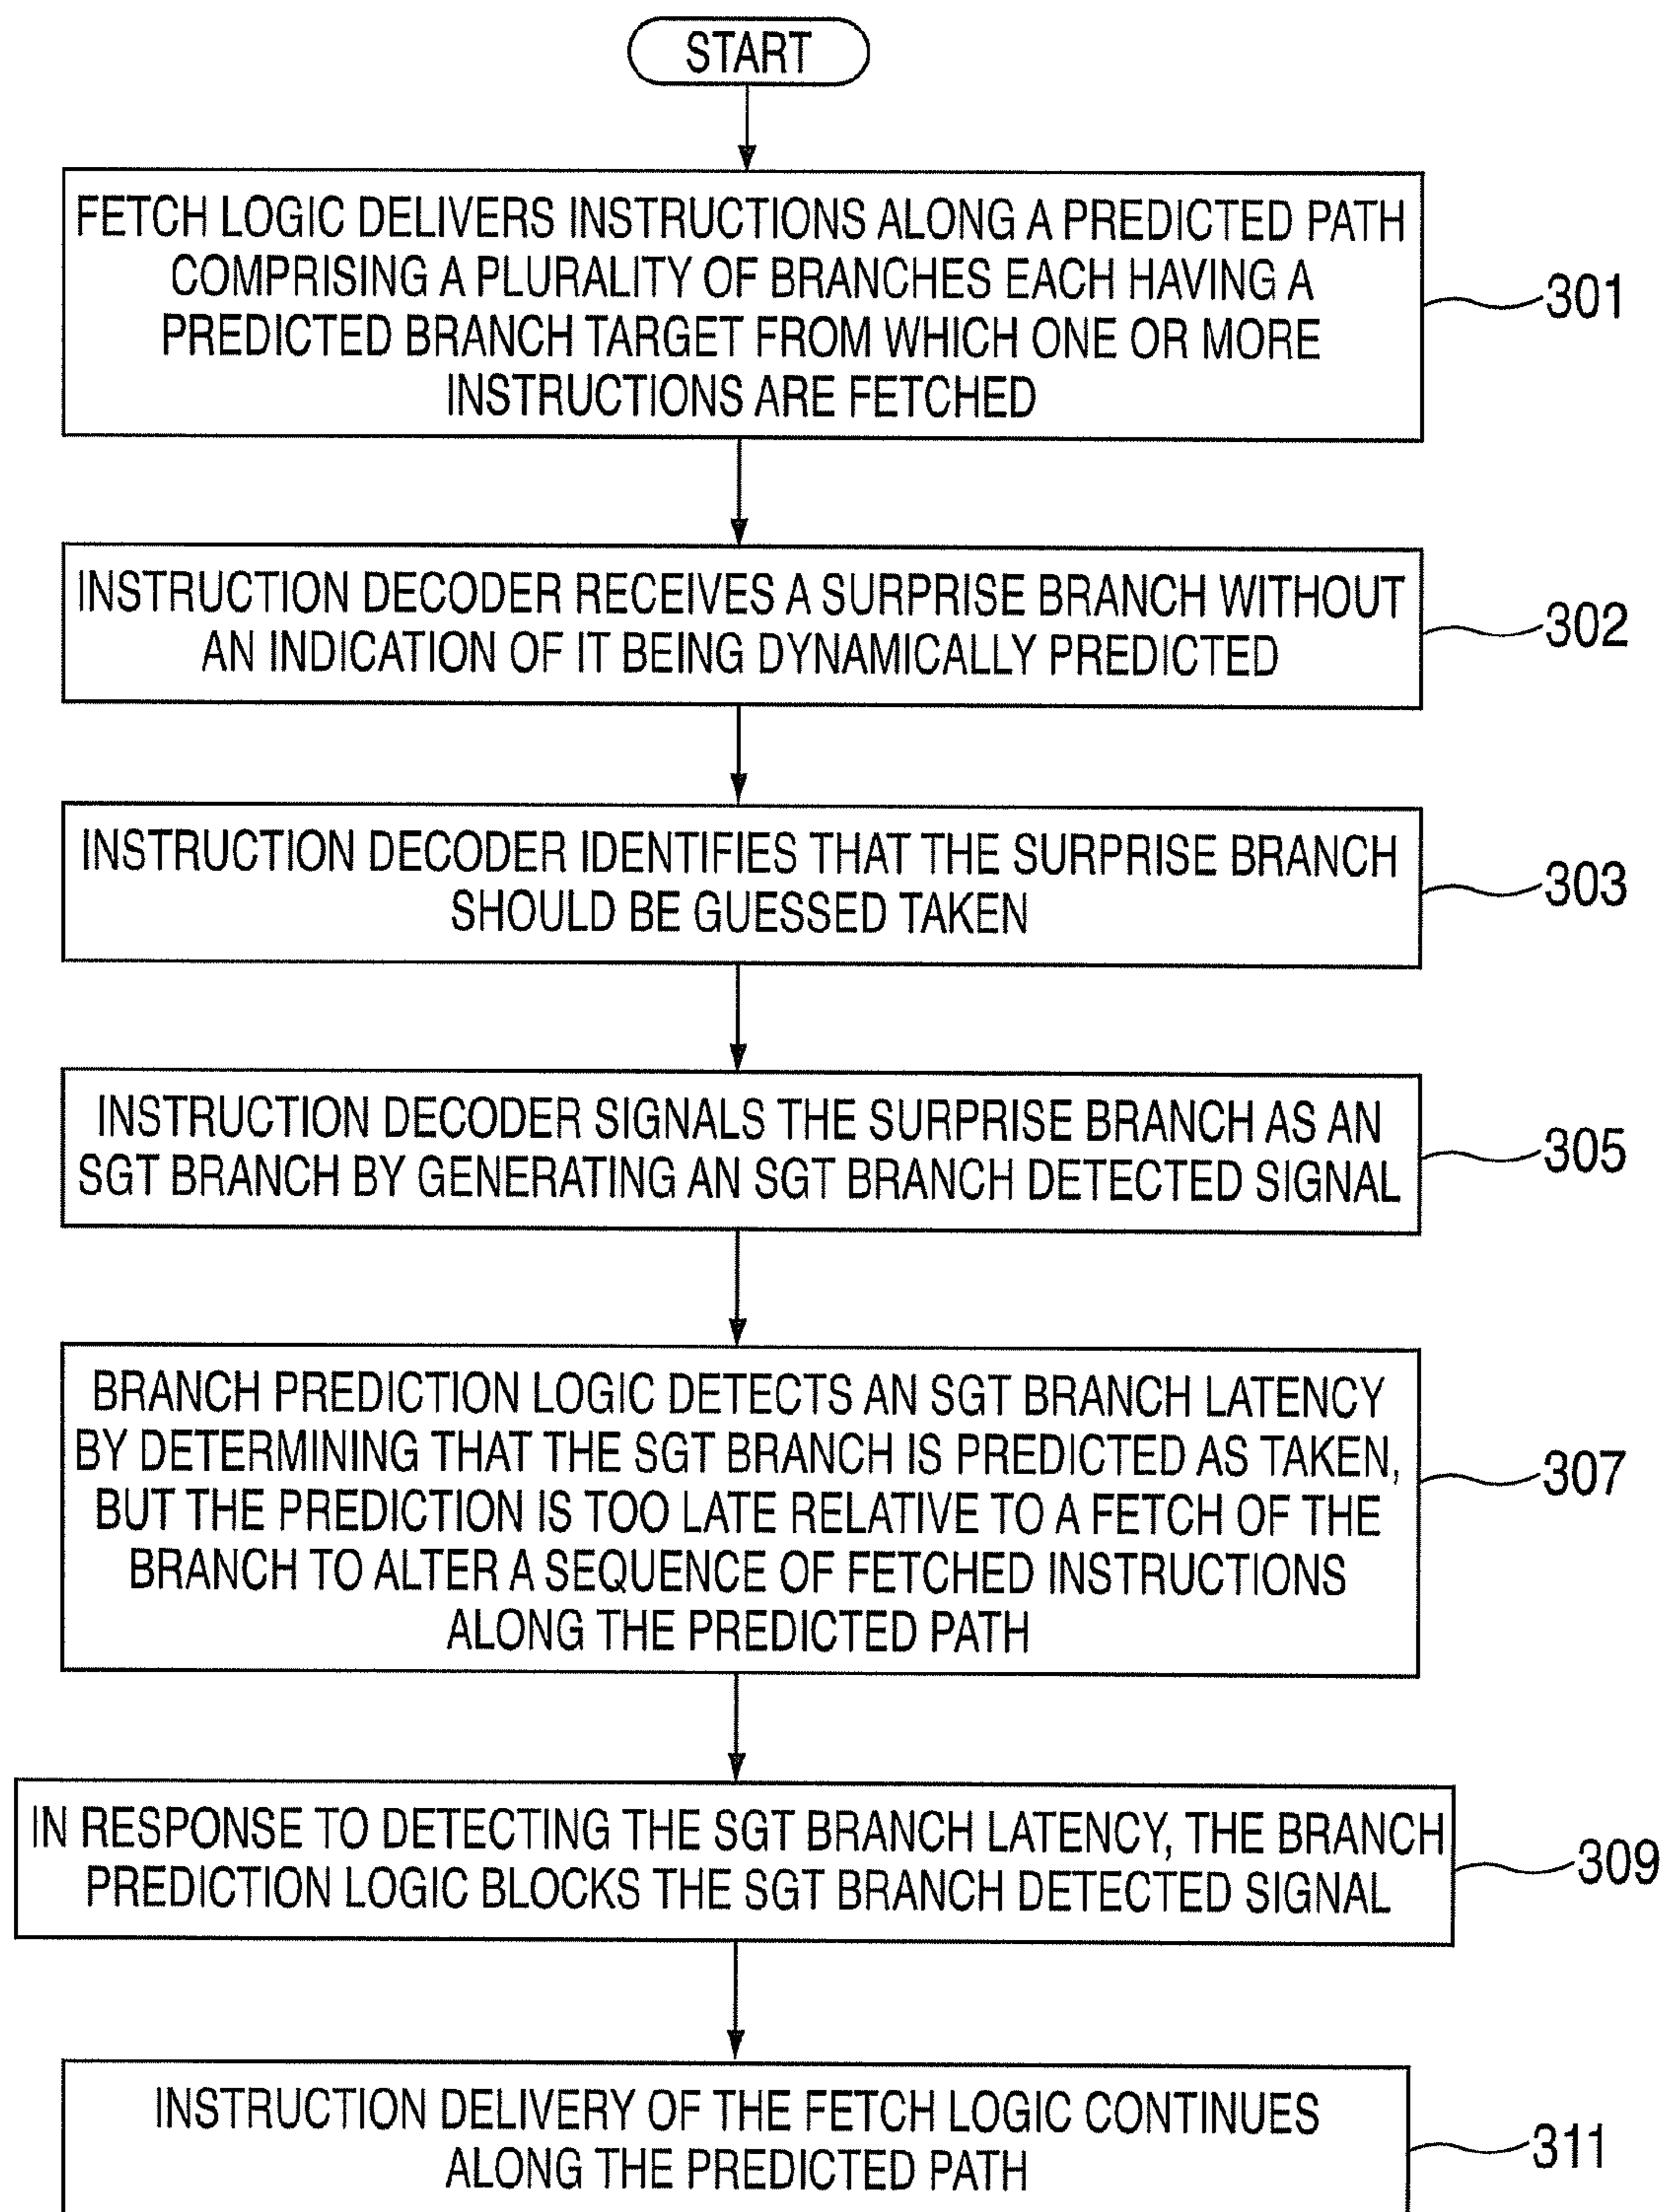 START
FETCH LOGIC DELIVERS INSTRUCTIONS ALONG A PREDICTED PATH
COMPRISING A PLURALITY OF BRANCHES EACH HAVING A
PREDICTED BRANCH TARGET FROM WHICH ONE OR MORE
INSTRUCTIONS ARE FETCHED
301
INSTRUCTION DECODER RECEIVES A SURPRISE BRANCH WITHOUT
AN INDICATION OF IT BEING DYNAMICALLY PREDICTED
302
INSTRUCTION DECODER IDENTIFIES THAT THE SURPRISE BRANCH
SHOULD BE GUESSED TAKEN
303
INSTRUCTION DECODER SIGNALS THE SURPRISE BRANCH AS AN
SGT BRANCH BY GENERATING AN SGT BRANCH DETECTED SIGNAL
305
BRANCH PREDICTION LOGIC DETECTS AN SGT BRANCH LATENCY
BY DETERMINING THAT THE SGT BRANCH IS PREDICTED AS TAKEN,
BUT THE PREDICTION IS TOO LATE RELATIVE TO A FETCH OF THE
BRANCH TO ALTER A SEQUENCE OF FETCHED INSTRUCTIONS
ALONG THE PREDICTED PATH
307
IN RESPONSE TO DETECTING THE SGT BRANCH LATENCY, THE BRANCH
PREDICTION LOGIC BLOCKS THE SGT BRANCH DETECTED SIGNAL
309
INSTRUCTION DELIVERY OF THE FETCH LOGIC CONTINUES
ALONG THE PREDICTED PATH
311